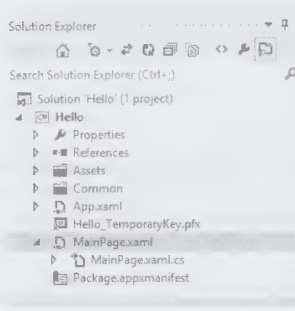 Solution Explorer
Search Solution Explorer (Ctrl+;)
Solution 'Hello' (1 project)
C#
Hello
Properties
References
Assets
Common
App.xaml
Hello_TemporaryKey.pfx
MainPage.xaml
MainPage.xaml.cs
Package.appxmanifest